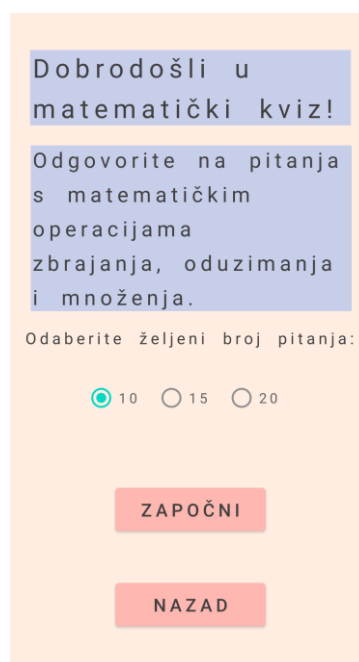 Dobrodošli u
matematički kviz!
Odgovorite na pitanja
s matematičkim
operacijama
zbrajanja, oduzimanja
i množenja.
Odaberite željeni broj pitanja:
10 15 20
ZAPOČNI
NAZAD